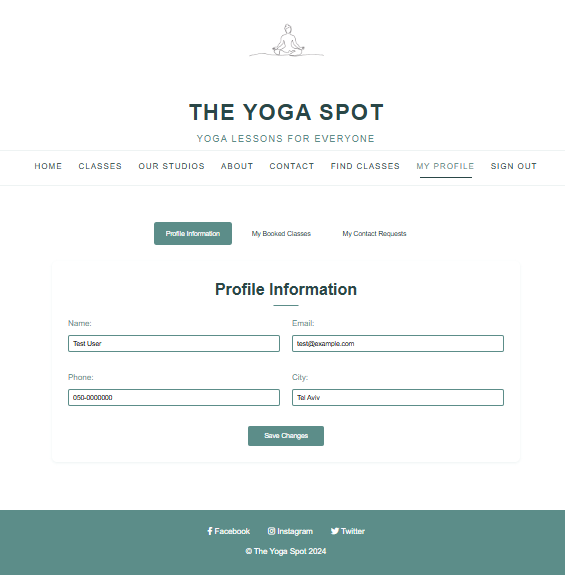 THE YOGA SPOT
YOGA LESSONS FOR EVERYONE
HOME CLASSES OUR STUDIOS ABOUT CONTACT FIND CLASSES MY PROFILE SIGN OUT
Profile Information My Booked Classes My Contact Requests
Profile Information
Name: Email:
Test User test@example.com
Phone: City:
050-0000000 Tel Aviv
Save Changes
Facebook Instagram Twitter
© The Yoga Spot 2024